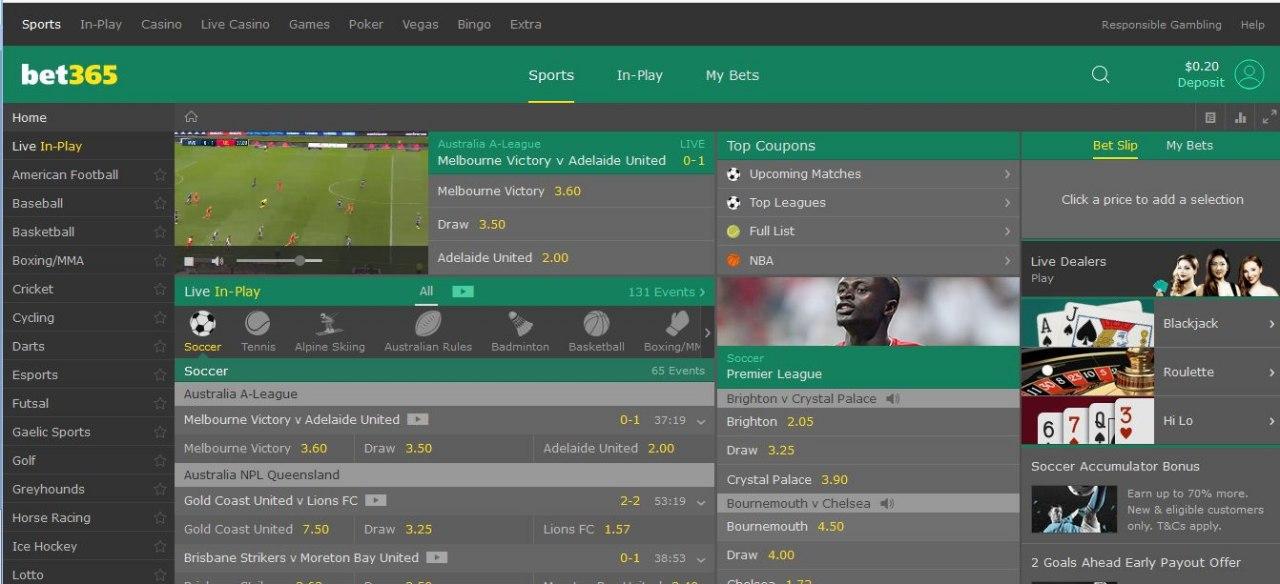 Sports In-Play Casino Live Casino Games Poker Vegas Bingo Extra Responsible Gambling Help
bet365 Sports In-Play My Bets $0.20
Deposit
Home
Live In-Play
American Football
Baseball
Basketball
Boxing/MMA
Cricket
Cycling
Darts
Esports
Futsal
Gaelic Sports
Golf
Greyhounds
Horse Racing
Ice Hockey
Lotto
Australia A-League LIVE
Melbourne Victory v Adelaide United 0-1
Melbourne Victory 3.60
Draw 3.50
Adelaide United 2.00
Live In-Play All 131 Events
Soccer Tennis Alpine Skiing Australian Rules Badminton Basketball Boxing/MM
Soccer 65 Events
Australia A-League
Melbourne Victory v Adelaide United 0-1 37:19
Melbourne Victory 3.60 Draw 3.50 Adelaide United 2.00
Australia NPL Queensland
Gold Coast United v Lions FC 2-2 53:19
Gold Coast United 7.50 Draw 3.25 Lions FC 1.57
Brisbane Strikers v Moreton Bay United 0-1 38:53
Top Coupons
Upcoming Matches
Top Leagues
Full List
NBA
Soccer
Premier League
Brighton v Crystal Palace
Brighton 2.05
Draw 3.25
Crystal Palace 3.90
Bournemouth v Chelsea
Bournemouth 4.50
Draw 4.00
Chelsea 1.72
Bet Slip My Bets
Click a price to add a selection
Live Dealers
Play
Blackjack
Roulette
Hi Lo
Soccer Accumulator Bonus
Earn up to 70% more.
New & eligible customers
only. T&Cs apply.
2 Goals Ahead Early Payout Offer